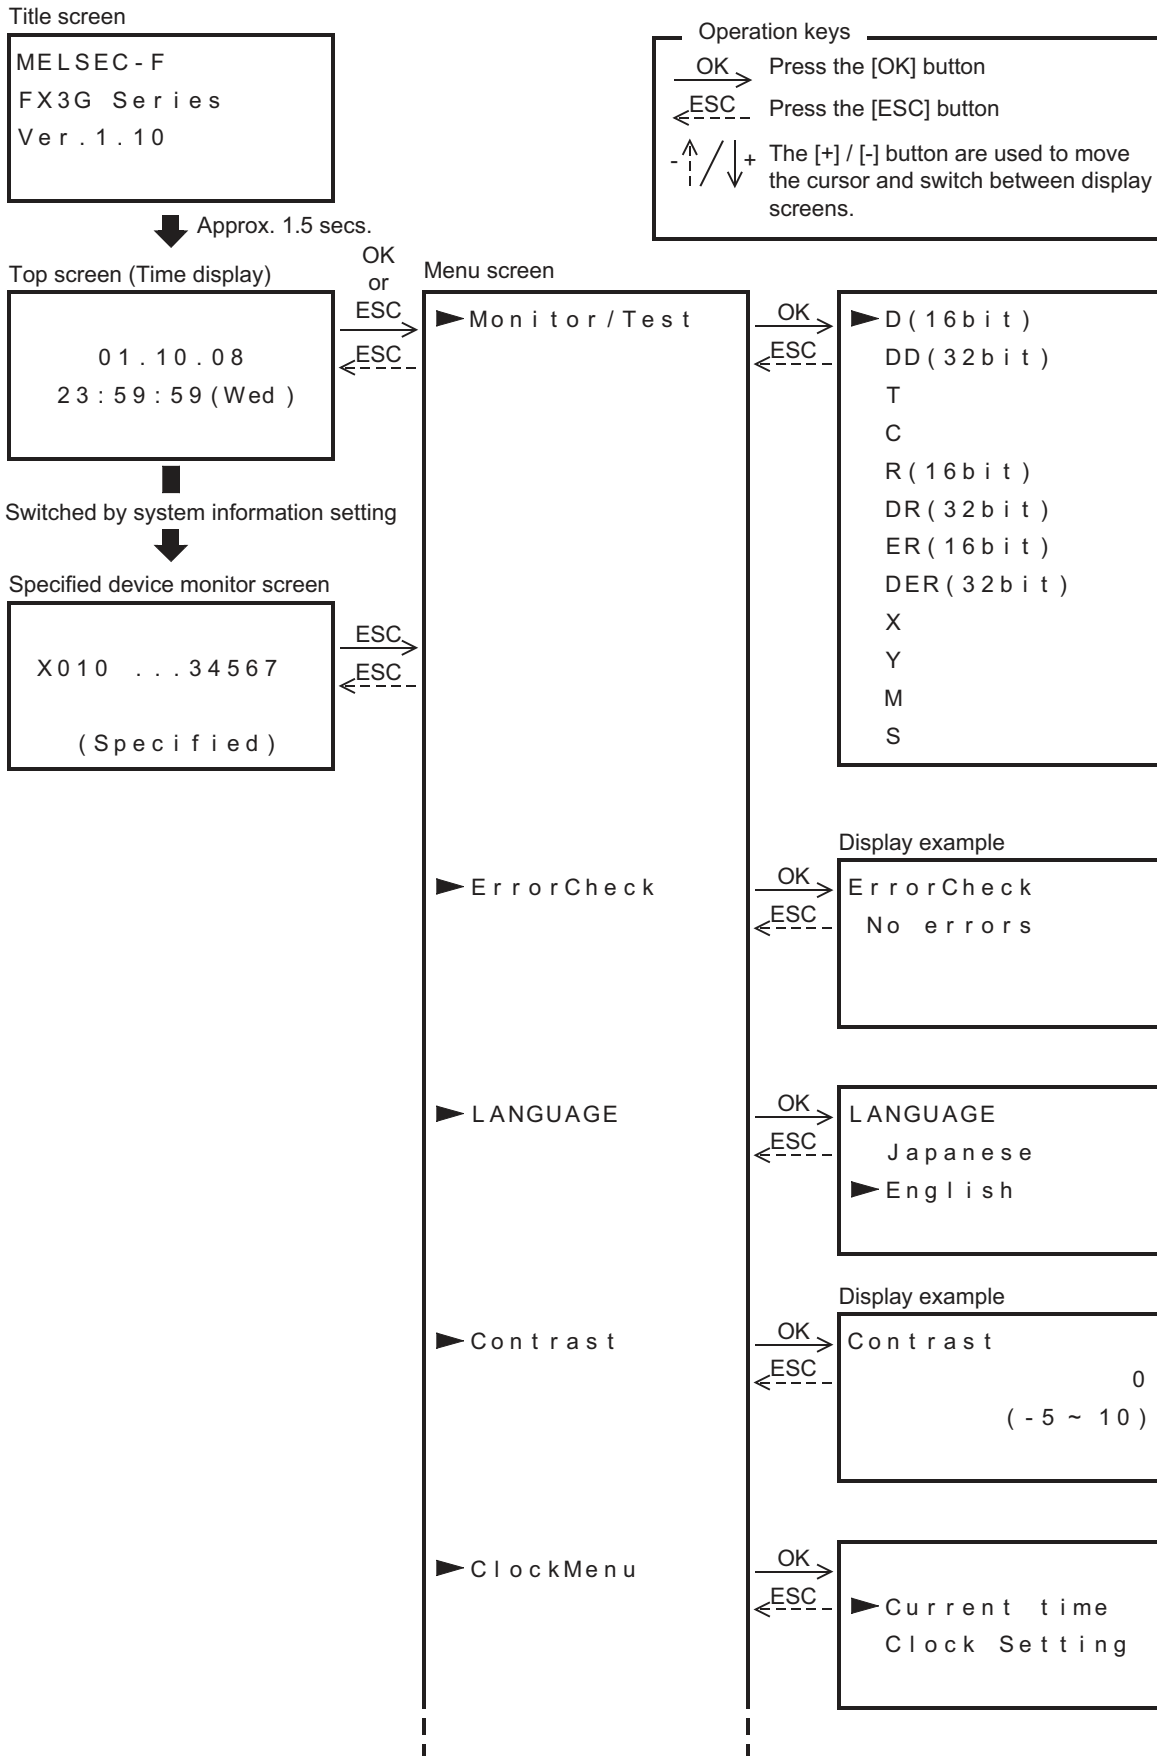 Title screen
MELSEC-F
FX3G Series
Ver.1.10
Operation keys
OK Press the [OK] button
ESC Press the [ESC] button
- / + The [+] / [-] button are used to move
the cursor and switch between display
screens.
Approx. 1.5 secs.
Top screen (Time display)
01.10.08
23:59:59(Wed)
OK
or
ESC
ESC
Switched by system information setting
Specified device monitor screen
X010 ...34567
(Specified)
ESC
ESC
Menu screen
Monitor/Test
OK
ESC
D(16bit)
DD(32bit)
T
C
R(16bit)
DR(32bit)
ER(16bit)
DER(32bit)
X
Y
M
S
ErrorCheck
OK
ESC
Display example
ErrorCheck
No errors
LANGUAGE
OK
ESC
LANGUAGE
Japanese
English
Contrast
OK
ESC
Display example
Contrast
0
(-5~10)
ClockMenu
OK
ESC
Current time
Clock Setting